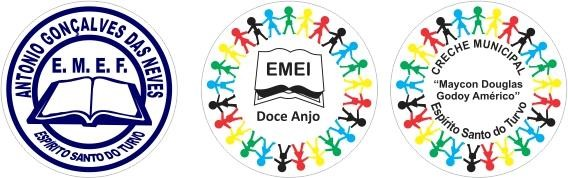 ANTONIO GONÇALVES DAS NEVES
E. M. E. F.
ESPIRITO SANTO DO TURVO
EMEI
Doce Anjo
CRECHE MUNICIPAL
"Maycon Douglas
Godoy Américo"
Espirito Santo do Turvo